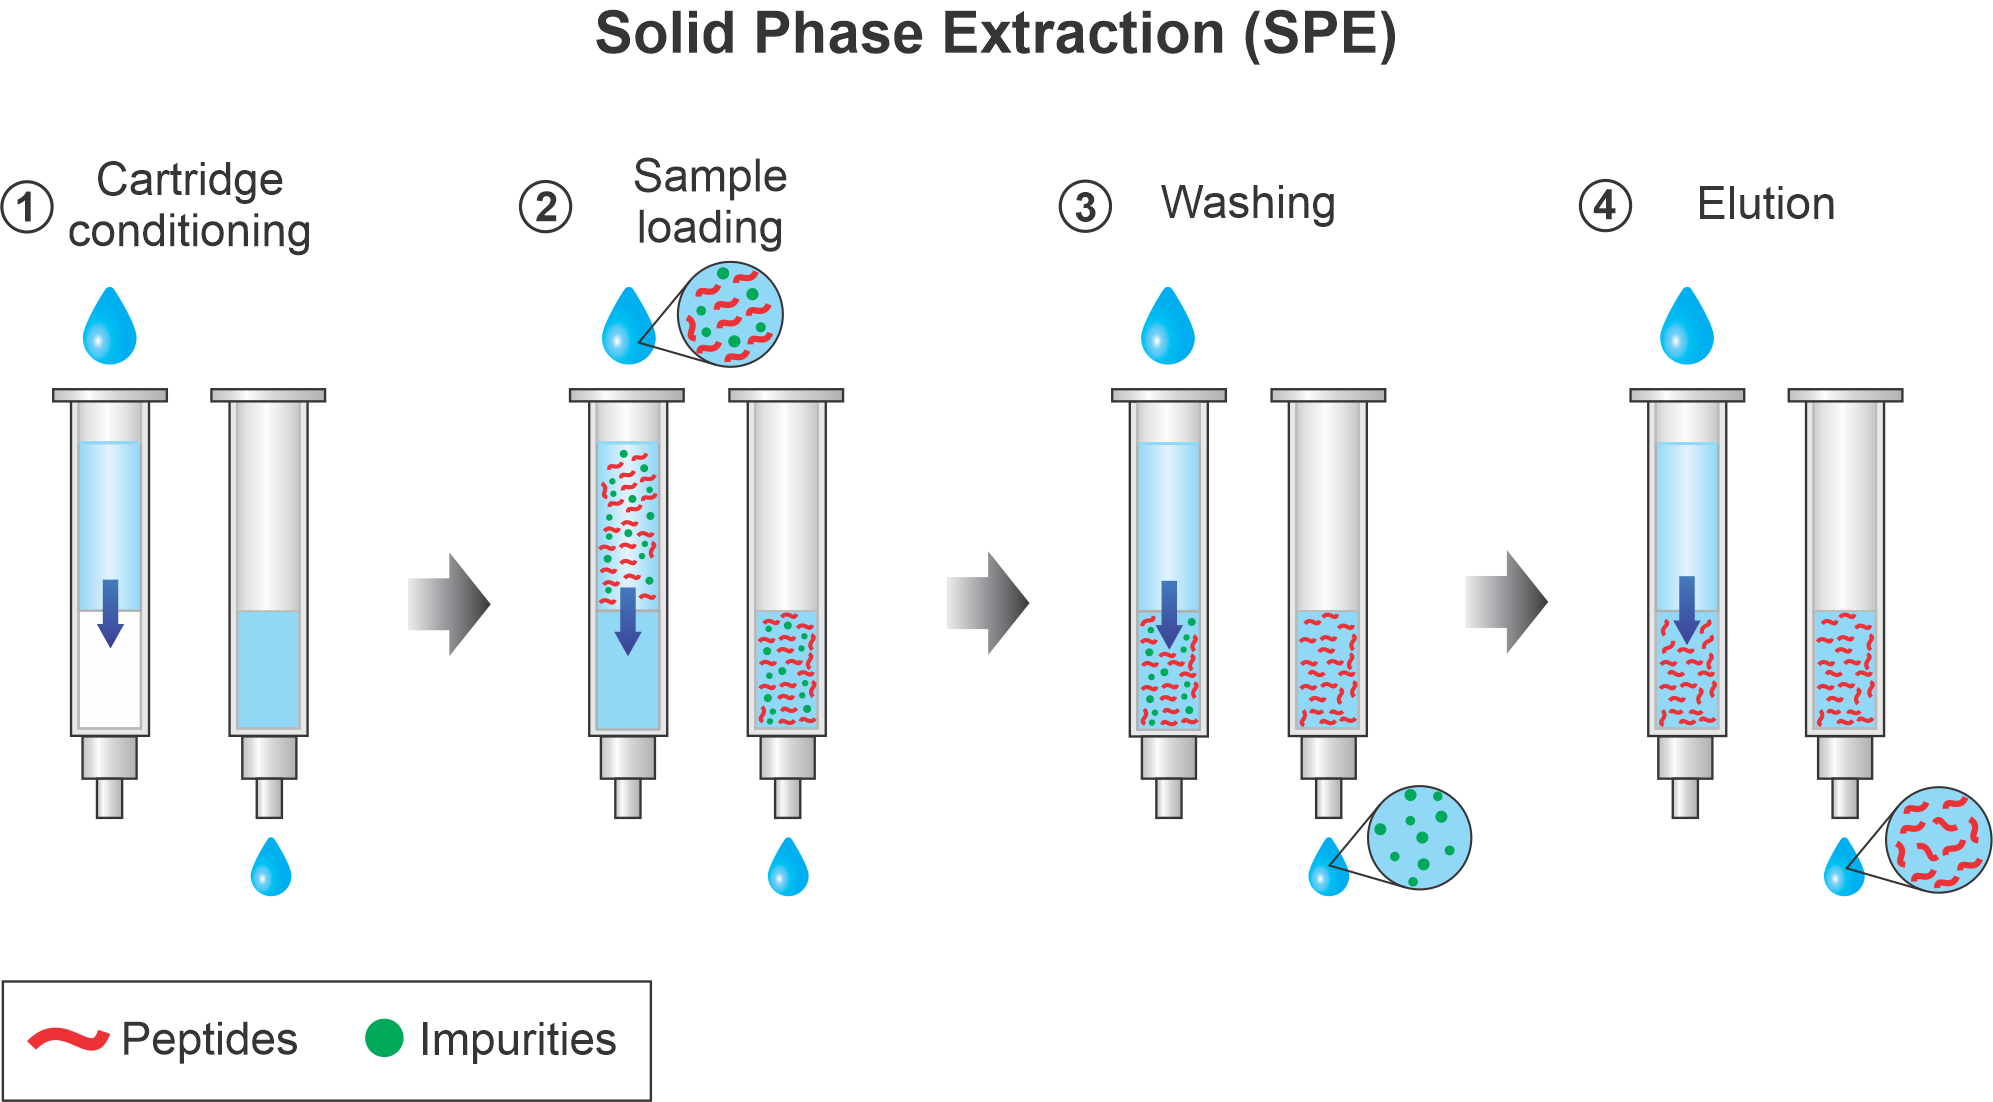 Solid Phase Extraction (SPE)
1
Cartridge
conditioning
2
Sample
loading
3
Washing
4
Elution
Peptides
Impurities